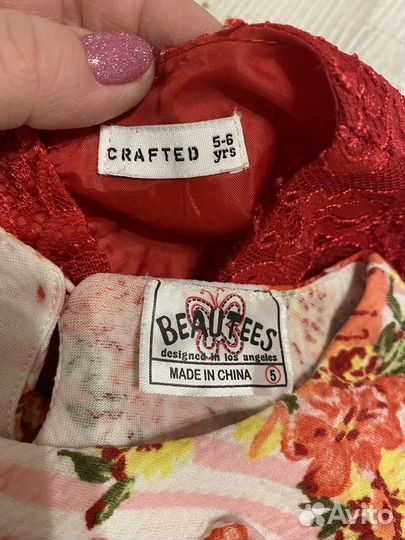 CRAFTED 5-6 yrs
BEAUTEES
designed in los angeles
MADE IN CHINA 5
Avito